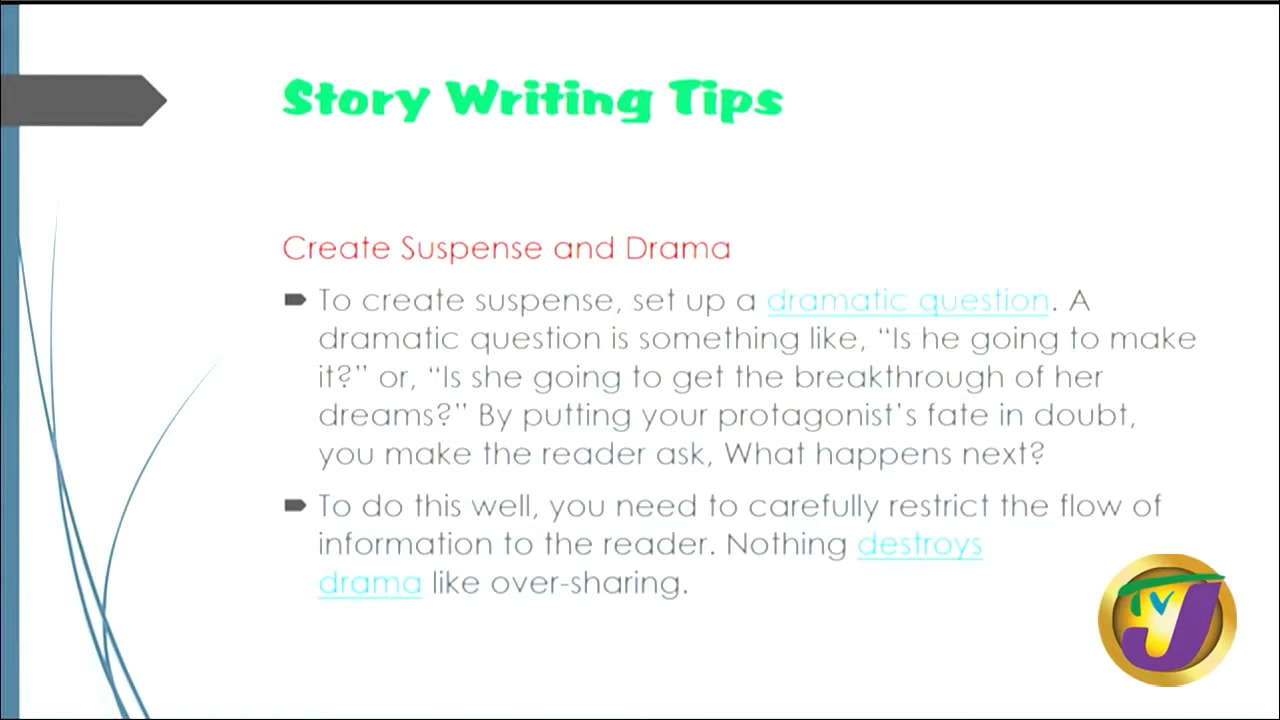 Story Writing Tips
Create Suspense and Drama
To create suspense, set up a dramatic question. A
dramatic question is something like, “Is he going to make
it?” or, “Is she going to get the breakthrough of her
dreams?” By putting your protagonist’s fate in doubt,
you make the reader ask, What happens next?
To do this well, you need to carefully restrict the flow of
information to the reader. Nothing destroys
drama like over-sharing.
TVJ